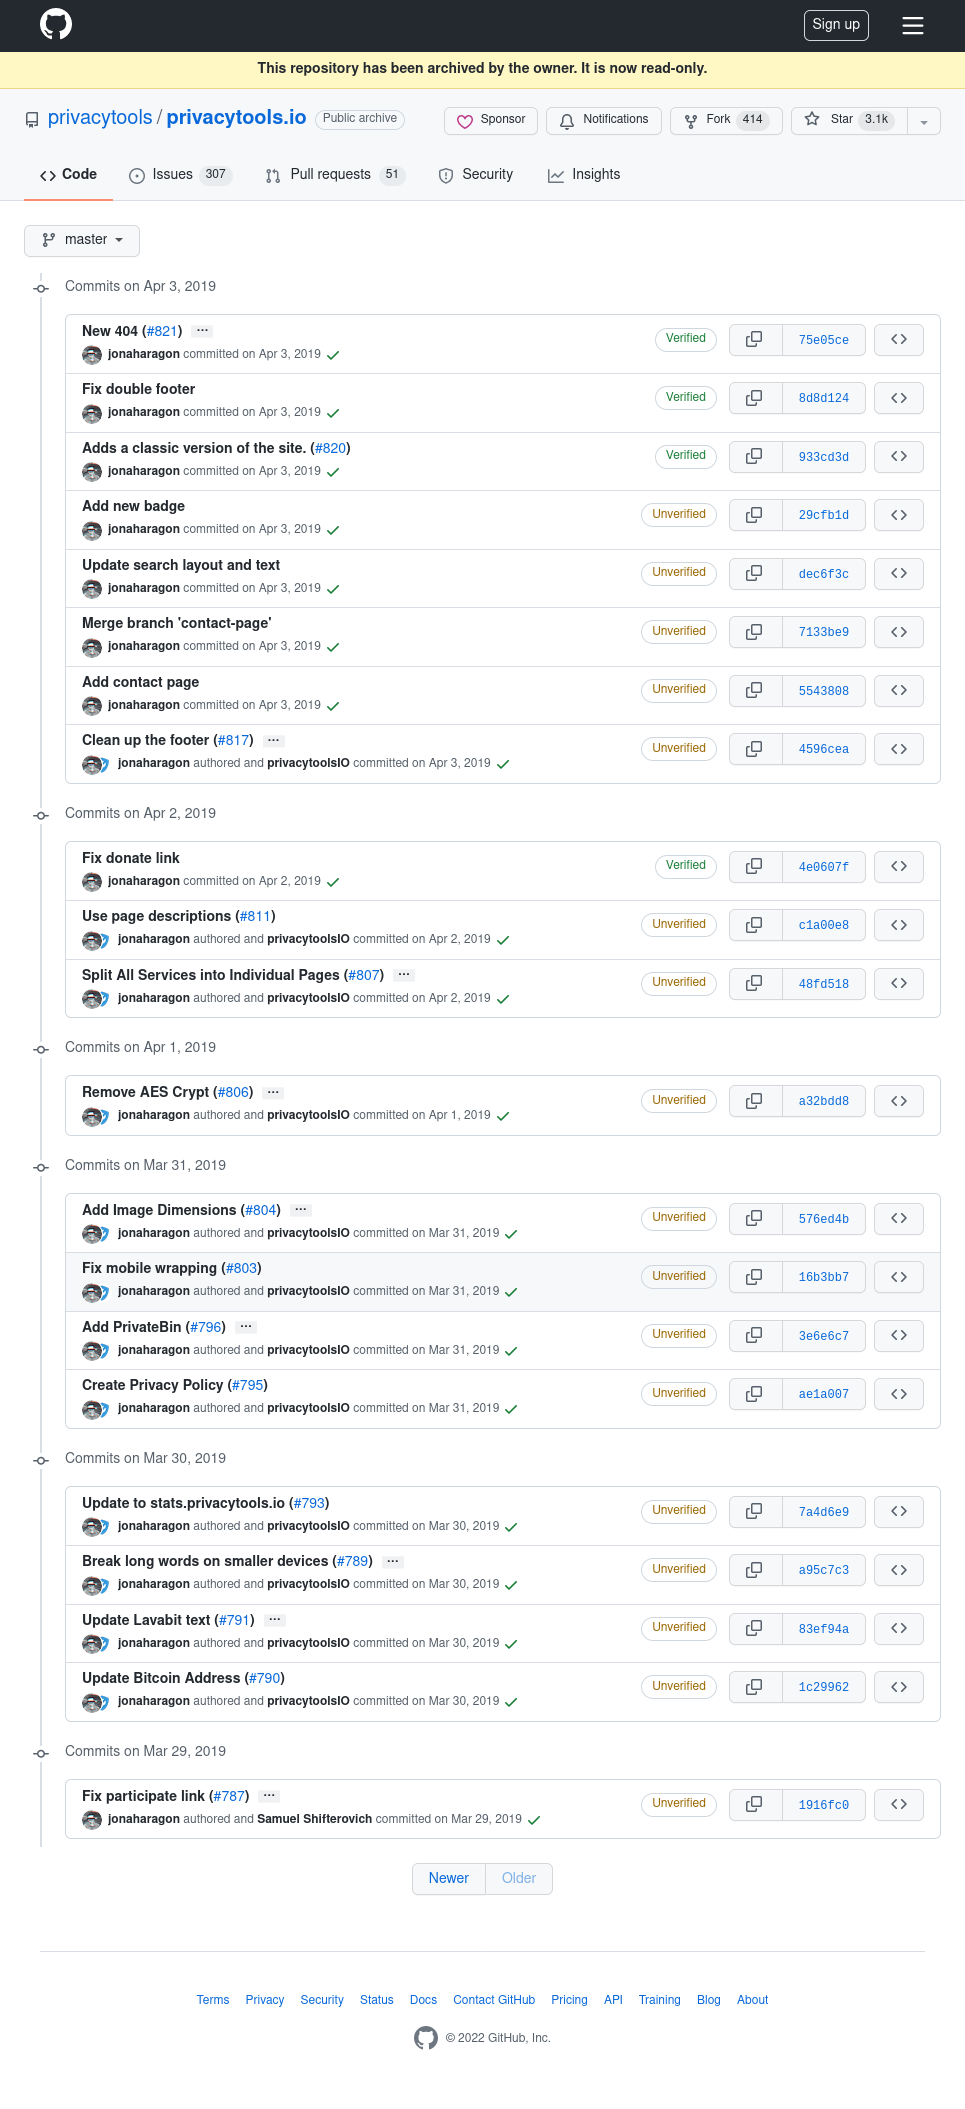 Sign up
This repository has been archived by the owner. It is now read-only.
privacytools / privacytools.io Public archive Sponsor Notifications Fork 414 Star 3.1k
Code Issues 307 Pull requests 51 Security Insights
master
Commits on Apr 3, 2019
New 404 (#821) …
Verified 75e05ce
jonaharagon committed on Apr 3, 2019
Fix double footer
Verified 8d8d124
jonaharagon committed on Apr 3, 2019
Adds a classic version of the site. (#820)
Verified 933cd3d
jonaharagon committed on Apr 3, 2019
Add new badge
Unverified 29cfb1d
jonaharagon committed on Apr 3, 2019
Update search layout and text
Unverified dec6f3c
jonaharagon committed on Apr 3, 2019
Merge branch 'contact-page'
Unverified 7133be9
jonaharagon committed on Apr 3, 2019
Add contact page
Unverified 5543808
jonaharagon committed on Apr 3, 2019
Clean up the footer (#817) …
Unverified 4596cea
jonaharagon authored and privacytoolsIO committed on Apr 3, 2019
Commits on Apr 2, 2019
Fix donate link
Verified 4e0607f
jonaharagon committed on Apr 2, 2019
Use page descriptions (#811)
Unverified c1a00e8
jonaharagon authored and privacytoolsIO committed on Apr 2, 2019
Split All Services into Individual Pages (#807) …
Unverified 48fd518
jonaharagon authored and privacytoolsIO committed on Apr 2, 2019
Commits on Apr 1, 2019
Remove AES Crypt (#806) …
Unverified a32bdd8
jonaharagon authored and privacytoolsIO committed on Apr 1, 2019
Commits on Mar 31, 2019
Add Image Dimensions (#804) …
Unverified 576ed4b
jonaharagon authored and privacytoolsIO committed on Mar 31, 2019
Fix mobile wrapping (#803)
Unverified 16b3bb7
jonaharagon authored and privacytoolsIO committed on Mar 31, 2019
Add PrivateBin (#796) …
Unverified 3e6e6c7
jonaharagon authored and privacytoolsIO committed on Mar 31, 2019
Create Privacy Policy (#795)
Unverified ae1a007
jonaharagon authored and privacytoolsIO committed on Mar 31, 2019
Commits on Mar 30, 2019
Update to stats.privacytools.io (#793)
Unverified 7a4d6e9
jonaharagon authored and privacytoolsIO committed on Mar 30, 2019
Break long words on smaller devices (#789) …
Unverified a95c7c3
jonaharagon authored and privacytoolsIO committed on Mar 30, 2019
Update Lavabit text (#791) …
Unverified 83ef94a
jonaharagon authored and privacytoolsIO committed on Mar 30, 2019
Update Bitcoin Address (#790)
Unverified 1c29962
jonaharagon authored and privacytoolsIO committed on Mar 30, 2019
Commits on Mar 29, 2019
Fix participate link (#787) …
Unverified 1916fc0
jonaharagon authored and Samuel Shifterovich committed on Mar 29, 2019
Newer Older
Terms Privacy Security Status Docs Contact GitHub Pricing API Training Blog About
© 2022 GitHub, Inc.